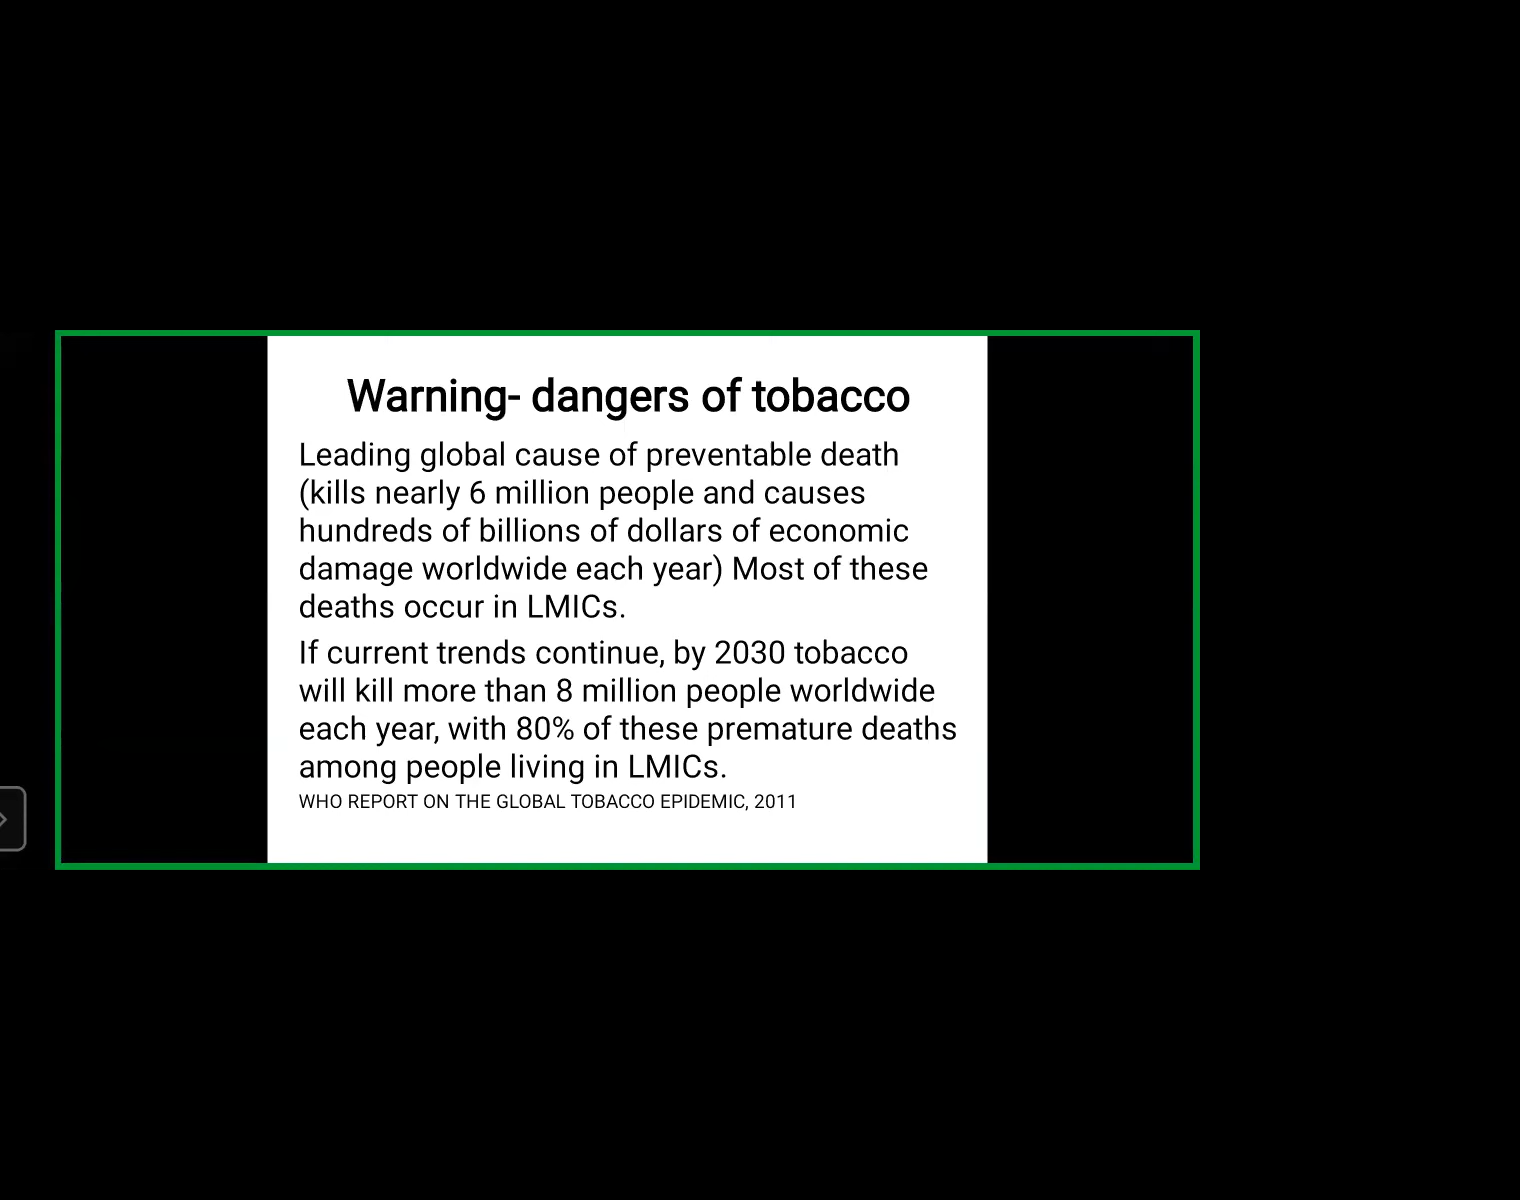 Warning- dangers of tobacco
Leading global cause of preventable death
(kills nearly 6 million people and causes
hundreds of billions of dollars of economic
damage worldwide each year) Most of these
deaths occur in LMICs.
If current trends continue, by 2030 tobacco
will kill more than 8 million people worldwide
each year, with 80% of these premature deaths
among people living in LMICs.
WHO REPORT ON THE GLOBAL TOBACCO EPIDEMIC, 2011